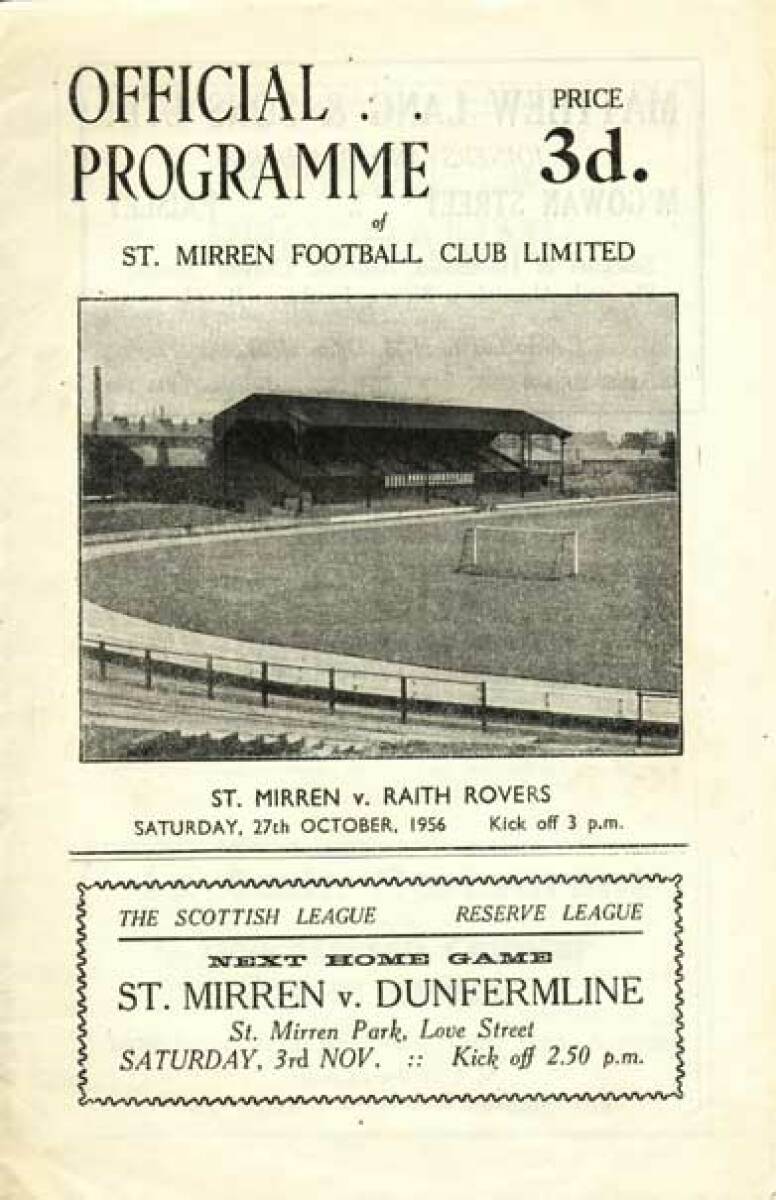 OFFICIAL . : .
PROGRAMME
PRICE
3d.
of
ST. MIRREN FOOTBALL CLUB LIMITED
ST. MIRREN v. RAITH ROVERS
SATURDAY, 27th OCTOBER, 1956 Kick off 3 p.m.
THE SCOTTISH LEAGUE RESERVE LEAGUE
NEXT HOME GAME
ST. MIRREN v. DUNFERMLINE
St. Mirren Park, Love Street
SATURDAY, 3rd NOV. :: Kick off 2.50 p.m.